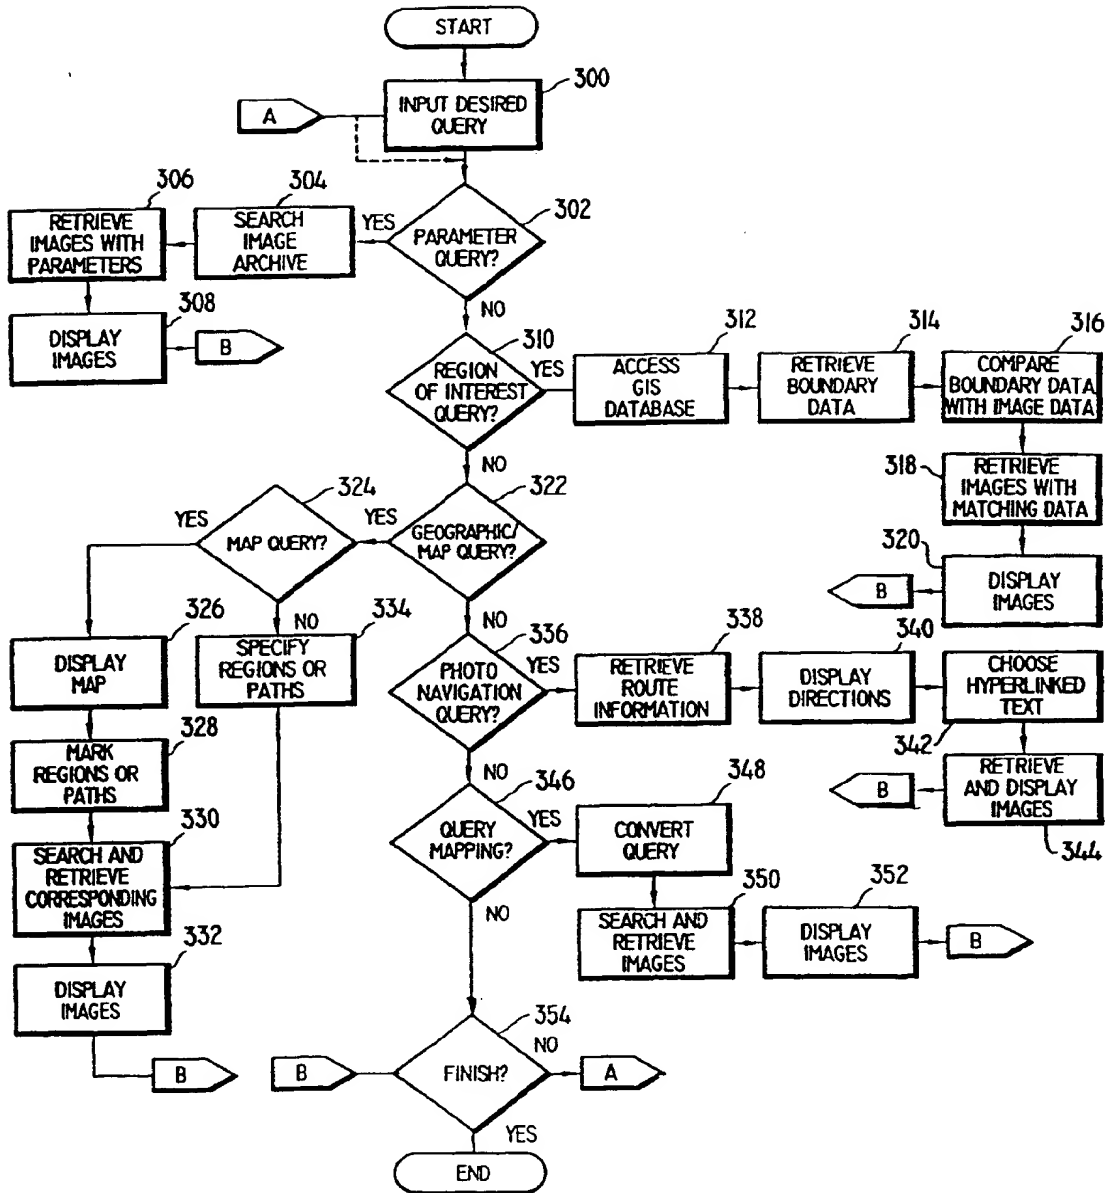 START
300
INPUT DESIRED
QUERY
A
302
PARAMETER
QUERY?
YES
NO
304
SEARCH
IMAGE
ARCHIVE
306
RETRIEVE
IMAGES WITH
PARAMETERS
308
DISPLAY
IMAGES
B
310
REGION
OF INTEREST
QUERY?
YES
NO
312
ACCESS
GIS
DATABASE
314
RETRIEVE
BOUNDARY
DATA
316
COMPARE
BOUNDARY DATA
WITH IMAGE DATA
318
RETRIEVE
IMAGES WITH
MATCHING DATA
320
DISPLAY
IMAGES
B
322
GEOGRAPHIC/
MAP QUERY?
YES
NO
324
MAP QUERY?
YES
NO
326
DISPLAY
MAP
328
MARK
REGIONS OR
PATHS
330
SEARCH AND
RETRIEVE
CORRESPONDING
IMAGES
332
DISPLAY
IMAGES
B
334
SPECIFY
REGIONS OR
PATHS
336
PHOTO
NAVIGATION
QUERY?
YES
NO
338
RETRIEVE
ROUTE
INFORMATION
340
DISPLAY
DIRECTIONS
342
CHOOSE
HYPERLINKED
TEXT
344
RETRIEVE
AND DISPLAY
IMAGES
B
346
QUERY
MAPPING?
YES
NO
348
CONVERT
QUERY
350
SEARCH AND
RETRIEVE
IMAGES
352
DISPLAY
IMAGES
B
354
B
FINISH?
NO
A
YES
END